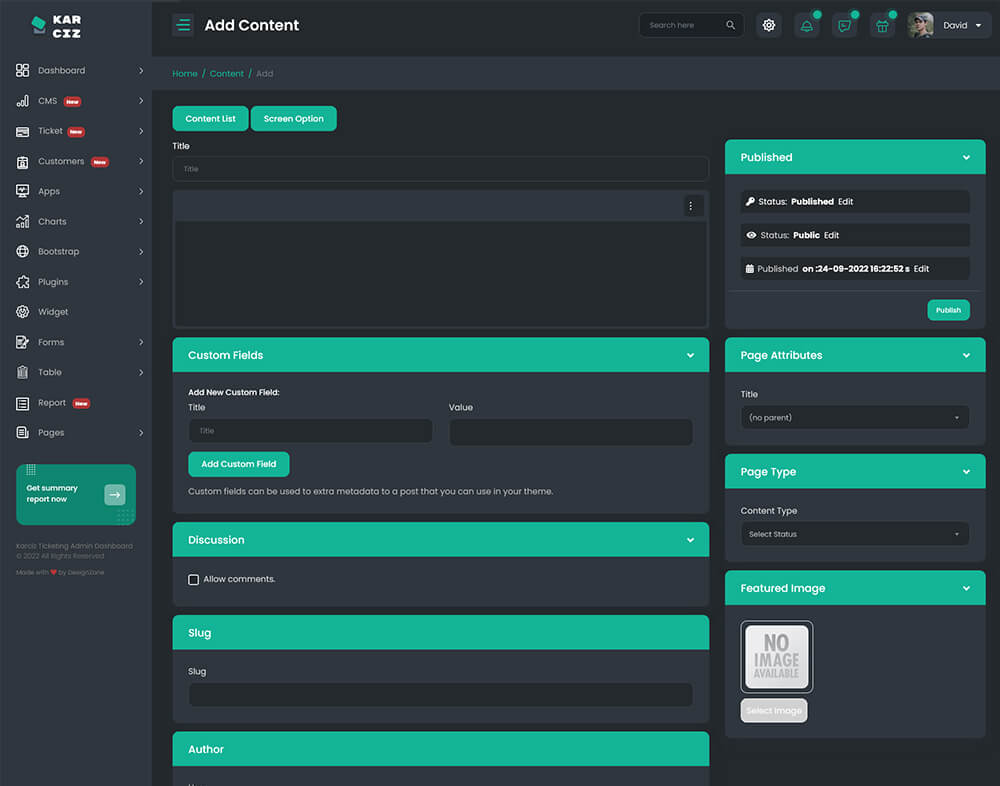 KAR
CIZ
Add Content
Search here
David
Dashboard
CMS New
Ticket New
Customers New
Apps
Charts
Bootstrap
Plugins
Widget
Forms
Table
Report New
Pages
Get summary
report now
Karciz Ticketing Admin Dashboard
© 2022 All Rights Reserved
Made with ❤ by DexignZone
Home / Content / Add
Content List
Screen Option
Title
Title
Custom Fields
Add New Custom Field:
Title
Value
Title
Add Custom Field
Custom fields can be used to extra metadata to a post that you can use in your theme.
Discussion
Allow comments.
Slug
Slug
Author
Published
Status: Published Edit
Status: Public Edit
Published on :24-09-2022 16:22:52 s Edit
Publish
Page Attributes
Title
(no parent)
Page Type
Content Type
Select Status
Featured Image
NO
IMAGE
AVAILABLE
Select Image